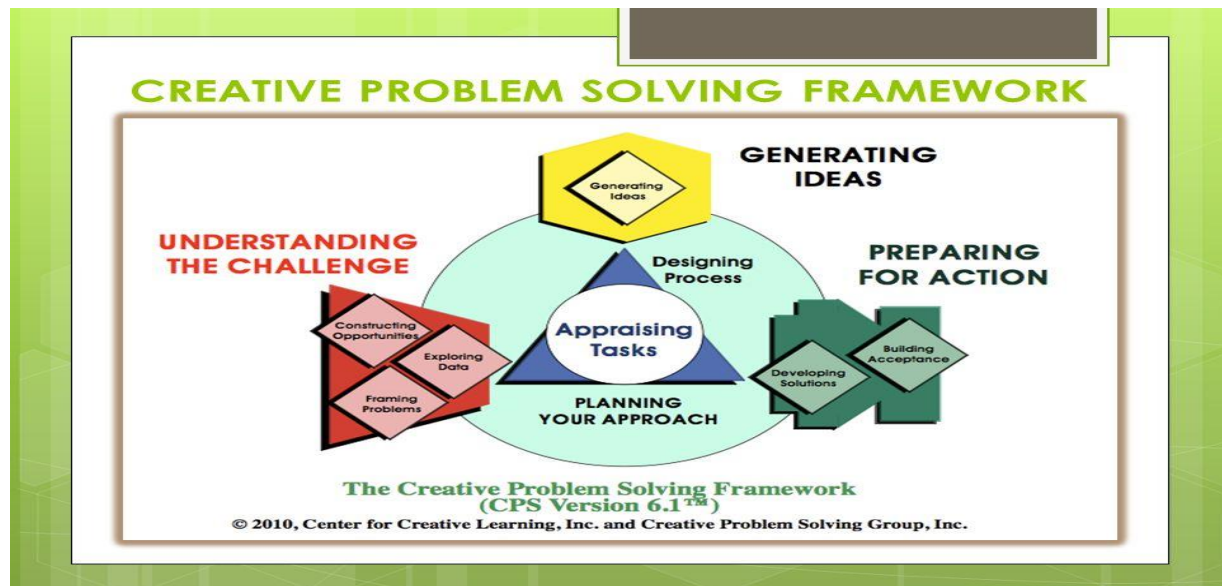 CREATIVE PROBLEM SOLVING FRAMEWORK
GENERATING
IDEAS
Generating
Ideas
UNDERSTANDING
THE CHALLENGE
Constructing
Opportunities
Exploring
Data
Framing
Problems
Designing
Process
Appraising
Tasks
PLANNING
YOUR APPROACH
PREPARING
FOR ACTION
Building
Acceptance
Developing
Solutions
The Creative Problem Solving Framework
(CPS Version 6.1™)
© 2010, Center for Creative Learning, Inc. and Creative Problem Solving Group, Inc.